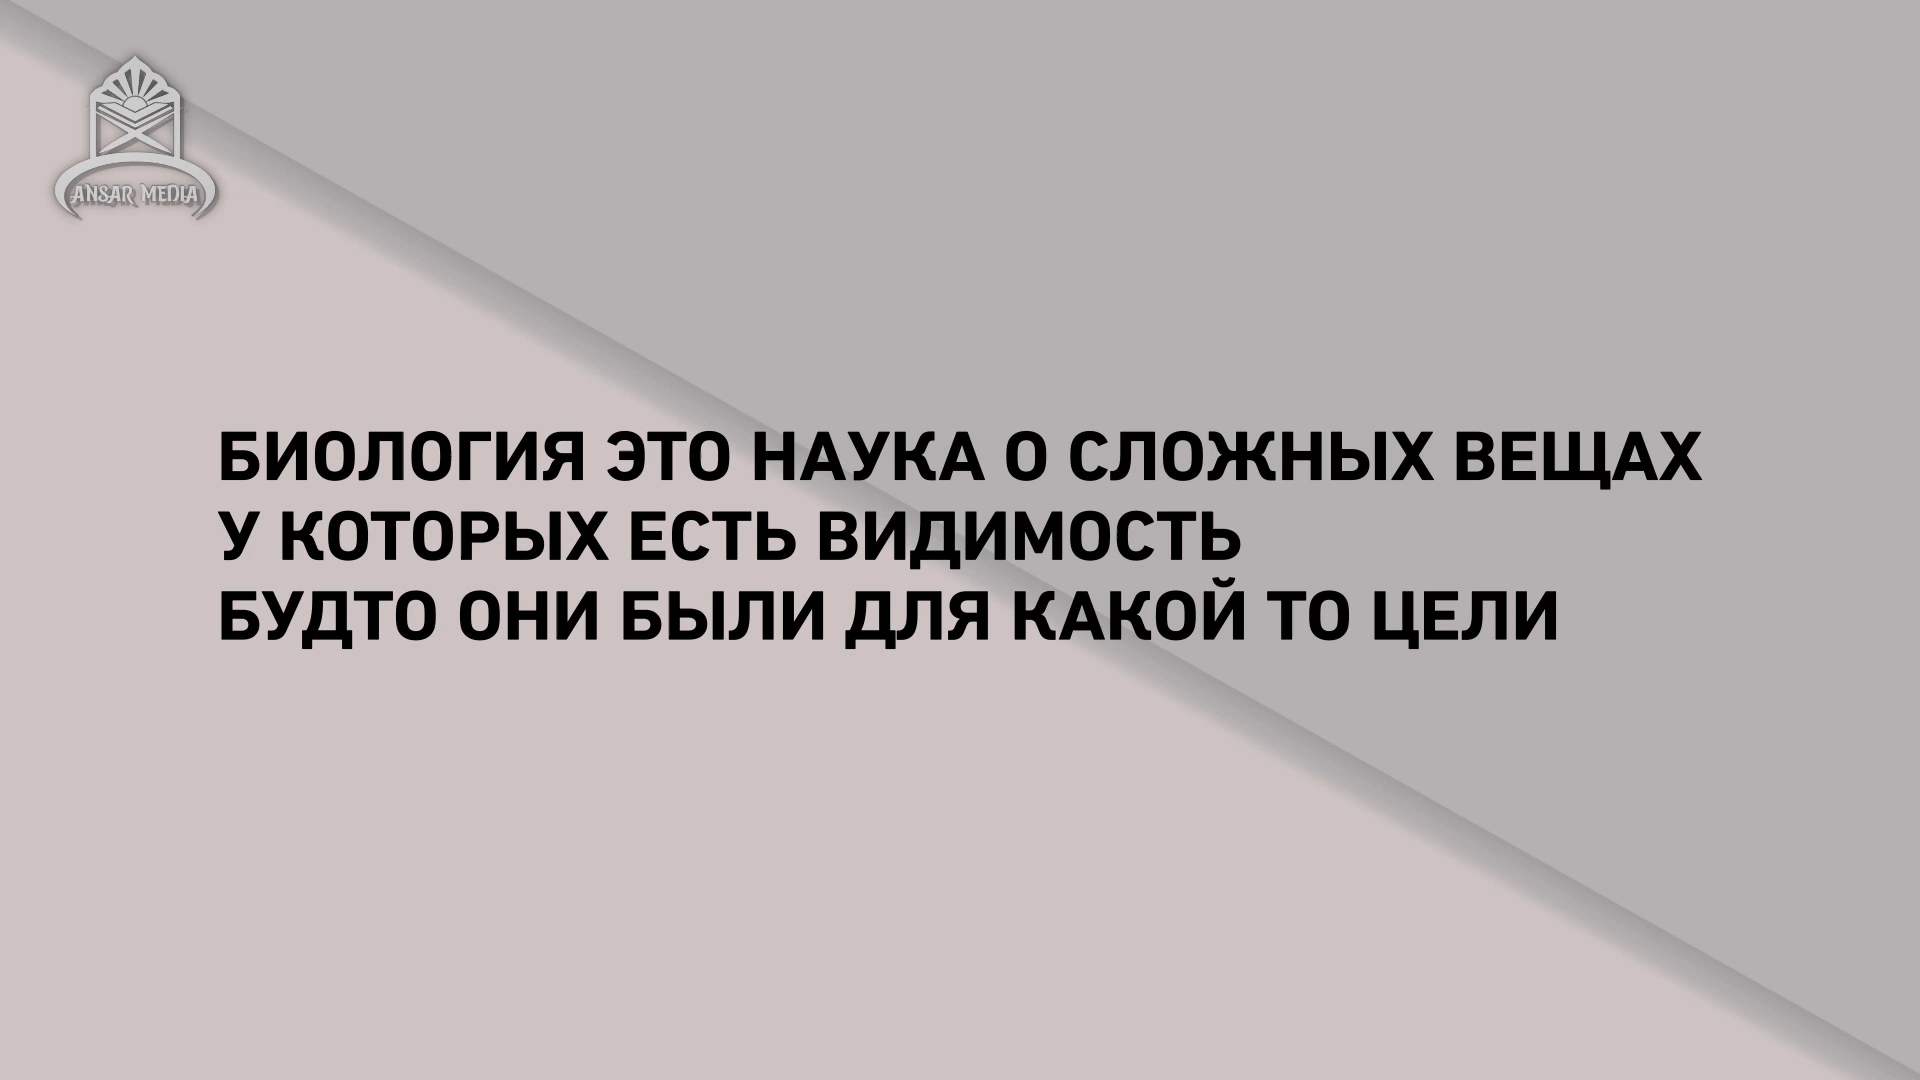 ANSAR MEDIA
БИОЛОГИЯ ЭТО НАУКА О СЛОЖНЫХ ВЕЩАХ
У КОТОРЫХ ЕСТЬ ВИДИМОСТЬ
БУДТО ОНИ БЫЛИ ДЛЯ КАКОЙ ТО ЦЕЛИ